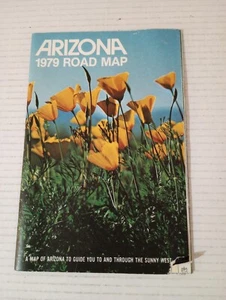 ARIZONA
1979 ROAD MAP
A MAP OF ARIZONA TO GUIDE YOU TO AND THROUGH THE SUNNY WEST